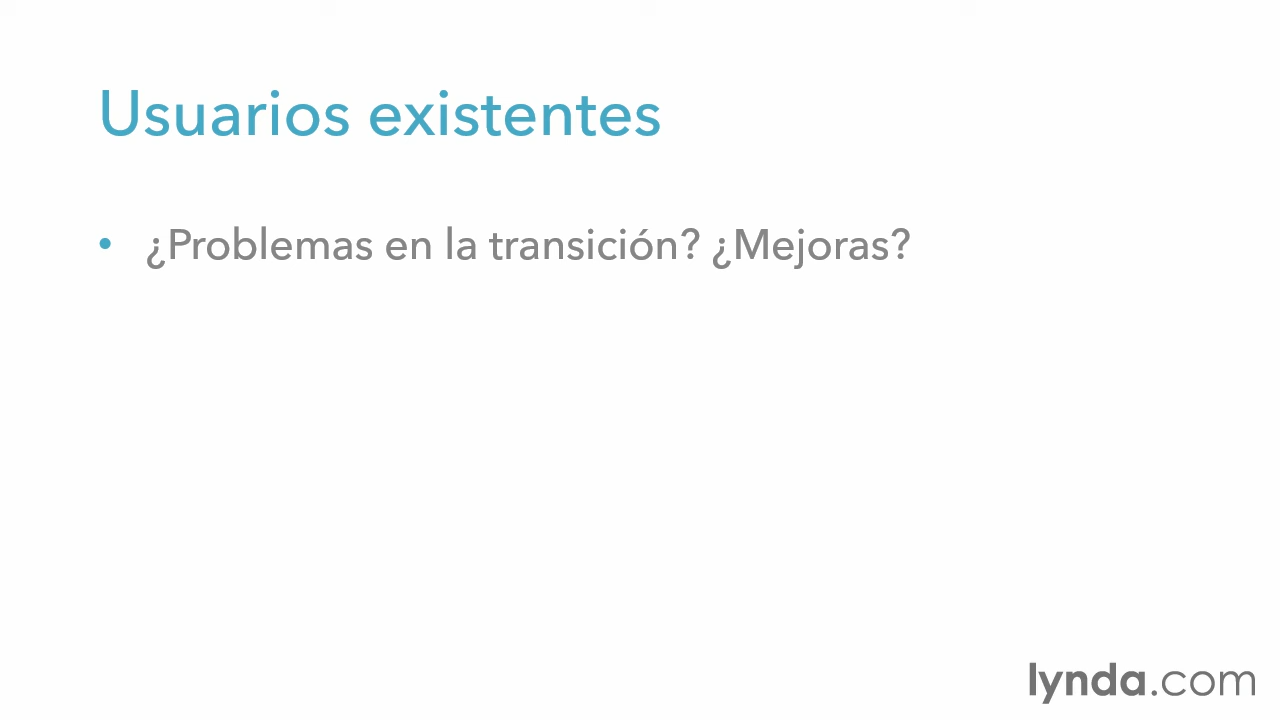 Usuarios existentes
• ¿Problemas en la transición? ¿Mejoras?
lynda.com